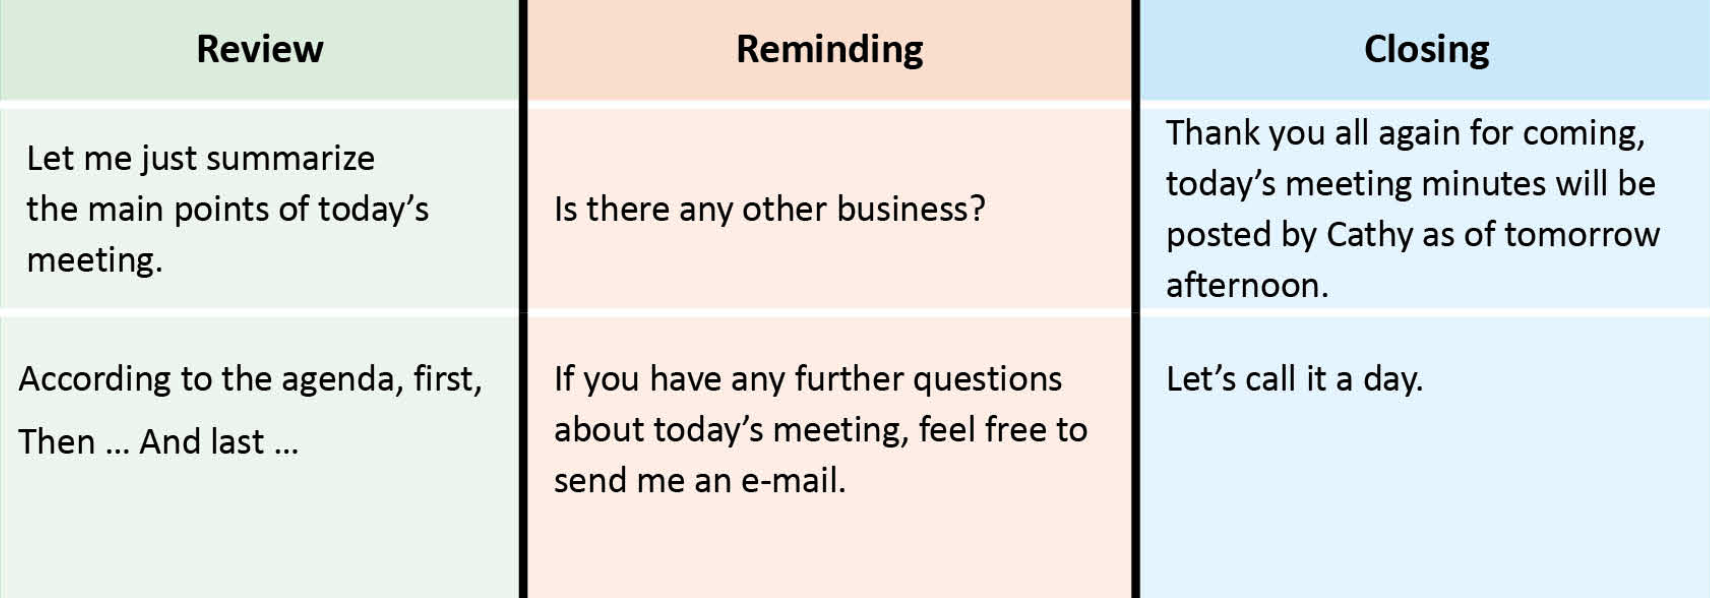 Review
Reminding
Closing
Let me just summarize
the main points of today’s
meeting.
Is there any other business?
Thank you all again for coming,
today’s meeting minutes will be
posted by Cathy as of tomorrow
afternoon.
According to the agenda, first,
Then ... And last ...
If you have any further questions
about today’s meeting, feel free to
send me an e-mail.
Let’s call it a day.